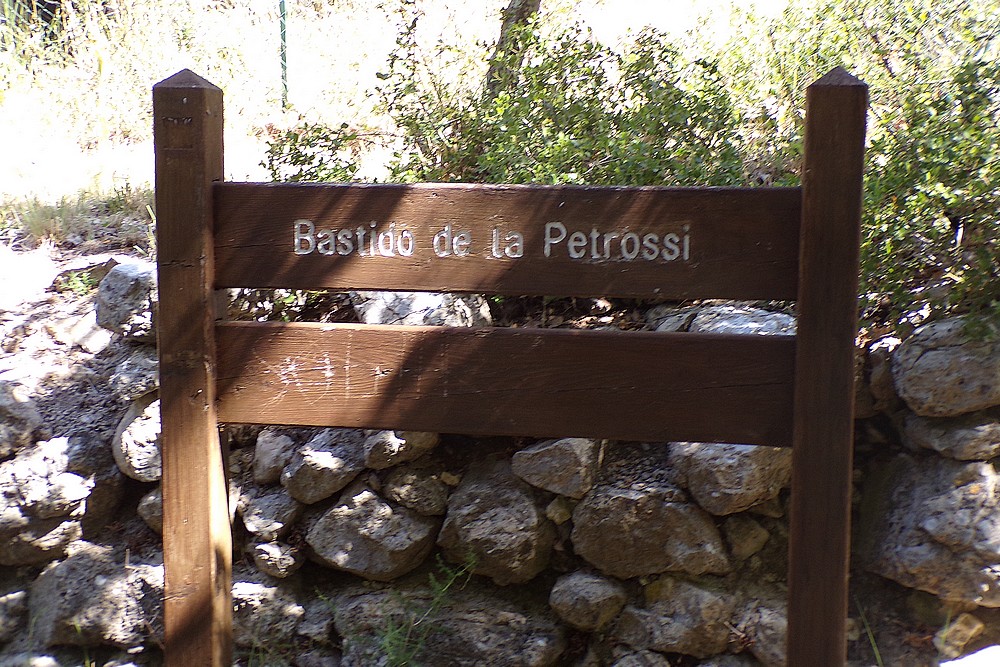 Bastido de la Petrossi